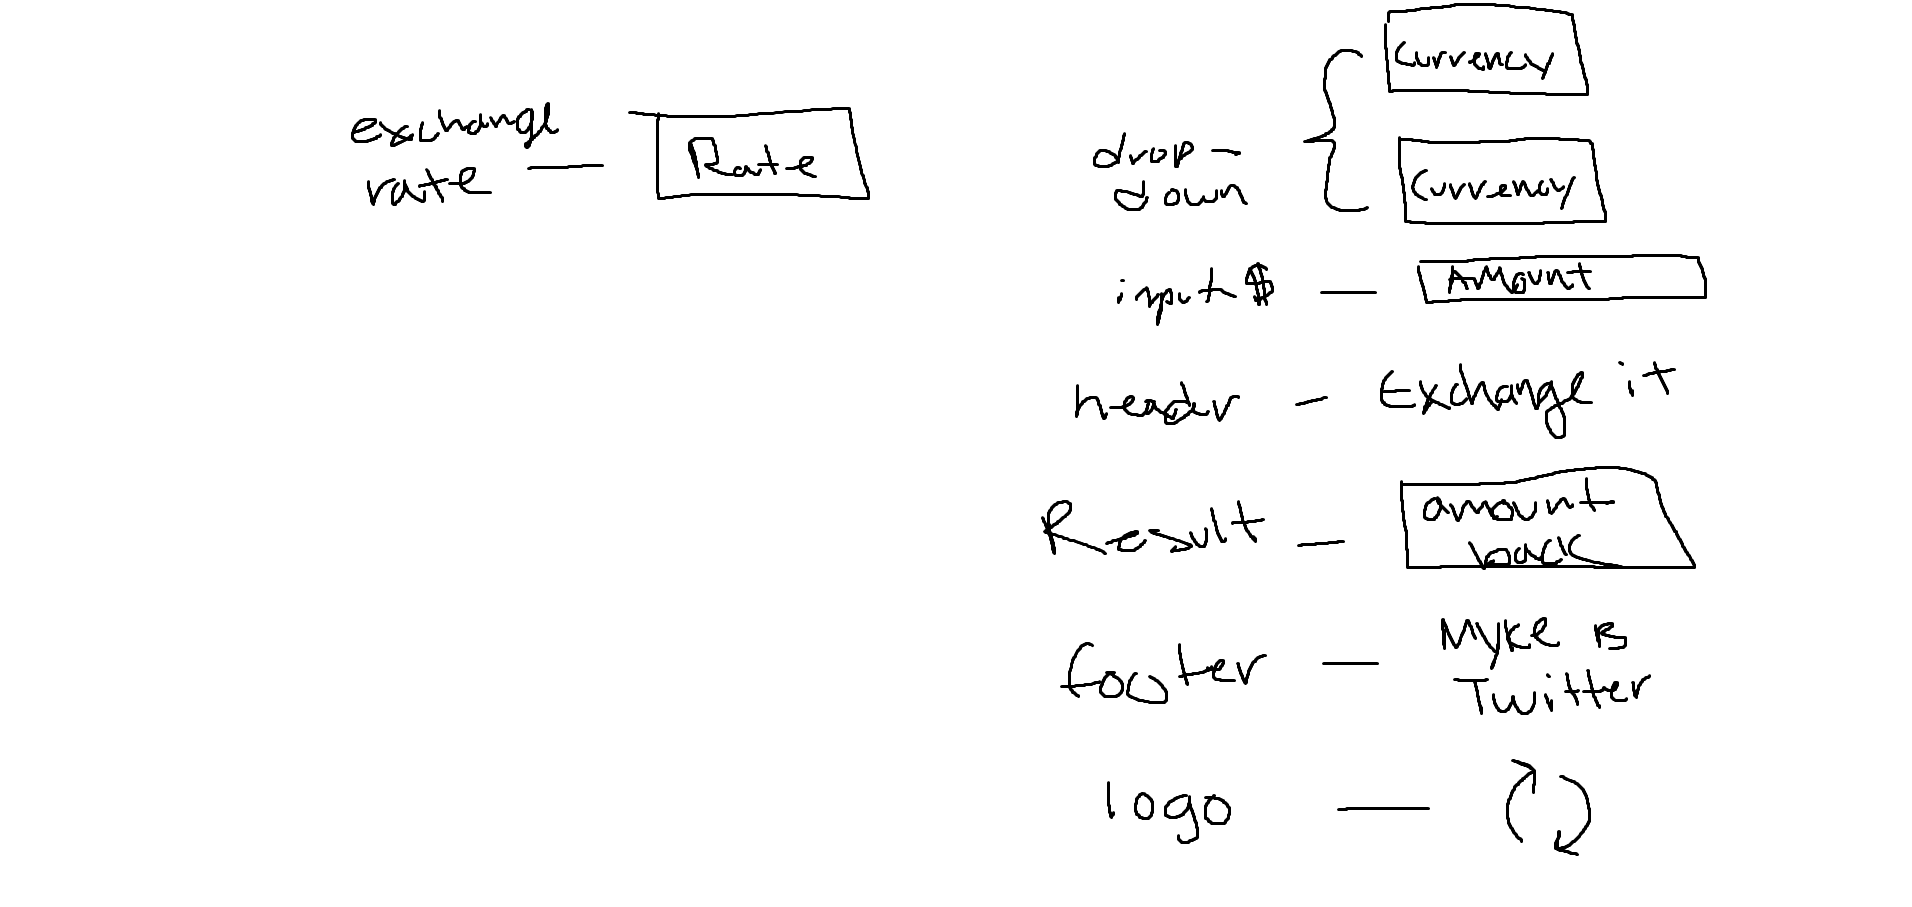 exchange
rate — Rate
Currency
drop-
down
Currency
input $ — Amount
header - Exchange it
Result — amount
back
footer — Myke B
Twitter
logo —